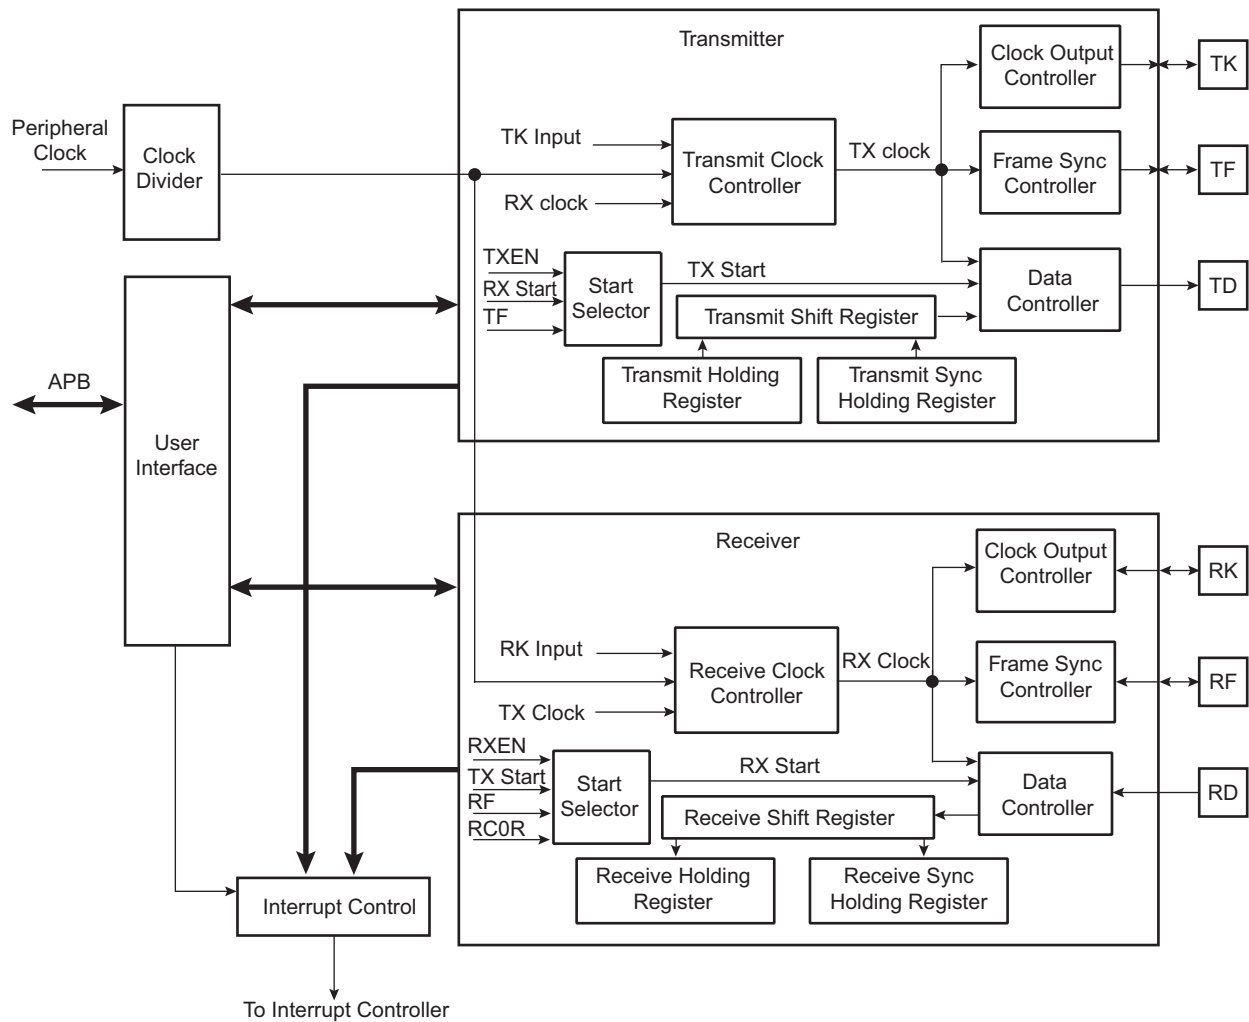 Transmitter
Clock Output
Controller
TK
Peripheral
Clock
Clock
Divider
TK Input
Transmit Clock
Controller
TX clock
Frame Sync
Controller
TF
RX clock
TXEN
RX Start
TF
Start
Selector
TX Start
Data
Controller
TD
Transmit Shift Register
Transmit Holding
Register
Transmit Sync
Holding Register
APB
User
Interface
Receiver
Clock Output
Controller
RK
RK Input
Receive Clock
Controller
RX Clock
Frame Sync
Controller
RF
TX Clock
RXEN
TX Start
RF
RC0R
Start
Selector
RX Start
Data
Controller
RD
Receive Shift Register
Receive Holding
Register
Receive Sync
Holding Register
Interrupt Control
To Interrupt Controller